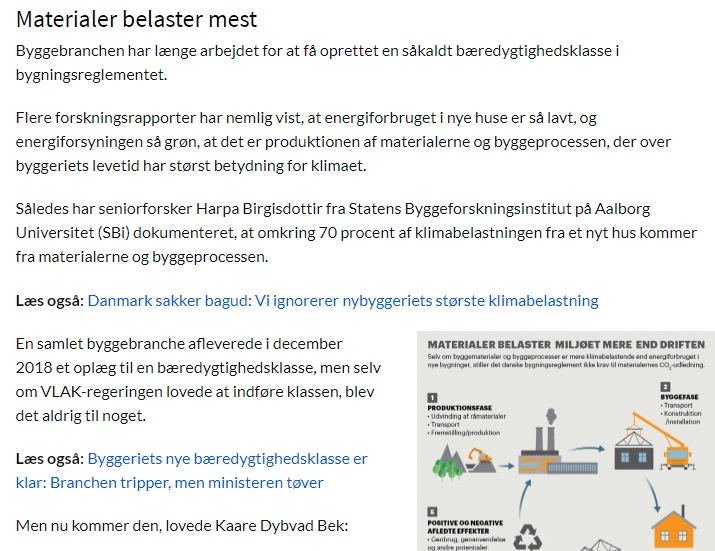 Materialer belaster mest
Byggebranchen har længe arbejdet for at få oprettet en såkaldt bæredygtighedsklasse i
bygningsreglementet.
Flere forskningsrapporter har nemlig vist, at energiforbruget i nye huse er så lavt, og
energiforsyningen så grøn, at det er produktionen af materialerne og byggeprocessen, der over
byggeriets levetid har størst betydning for klimaet.
Således har seniorforsker Harpa Birgisdottir fra Statens Byggeforskningsinstitut på Aalborg
Universitet (SBi) dokumenteret, at omkring 70 procent af klimabelastningen fra et nyt hus kommer
fra materialerne og byggeprocessen.
Læs også: Danmark sakker bagud: Vi ignorerer nybyggeriets største klimabelastning
En samlet byggebranche afleverede i december
2018 et oplæg til en bæredygtighedsklasse, men selv
om VLAK-regeringen lovede at indføre klassen, blev
det aldrig til noget.
Læs også: Byggeriets nye bæredygtighedsklasse er
klar: Branchen tripper, men ministeren tøver
Men nu kommer den, lovede Kaare Dybvad Bek:
MATERIALER BELASTER MILJØET MERE END DRIFTEN
Selv om byggematerialer og byggeprocesser er mere klimabelastende end energiforbruget i
nye bygninger, stiller det danske bygningsreglement ikke krav til materialernes CO₂-udledning.
1
PRODUKTIONSFASE
• Udvinding af råmaterialer
• Transport
• Fremstilling/produktion
2
BYGGEFASE
• Transport
• Konstruktion
/installation
5
POSITIVE OG NEGATIVE
AFLEDTE EFFEKTER
• Genbrug, genanvendelse
og andre potentialer.